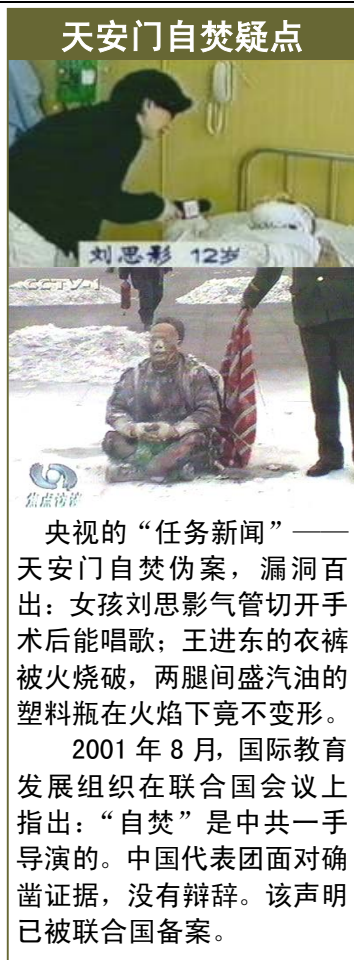 天安门自焚疑点
刘思影 12岁
CCTV-1
焦点访谈
央视的“任务新闻”——
天安门自焚伪案，漏洞百
出：女孩刘思影气管切开手
术后能唱歌；王进东的衣裤
被火烧破，两腿间盛汽油的
塑料瓶在火焰下竟不变形。
2001 年 8 月，国际教育
发展组织在联合国会议上
指出：“自焚”是中共一手
导演的。中国代表团面对确
凿证据，没有辩辞。该声明
已被联合国备案。